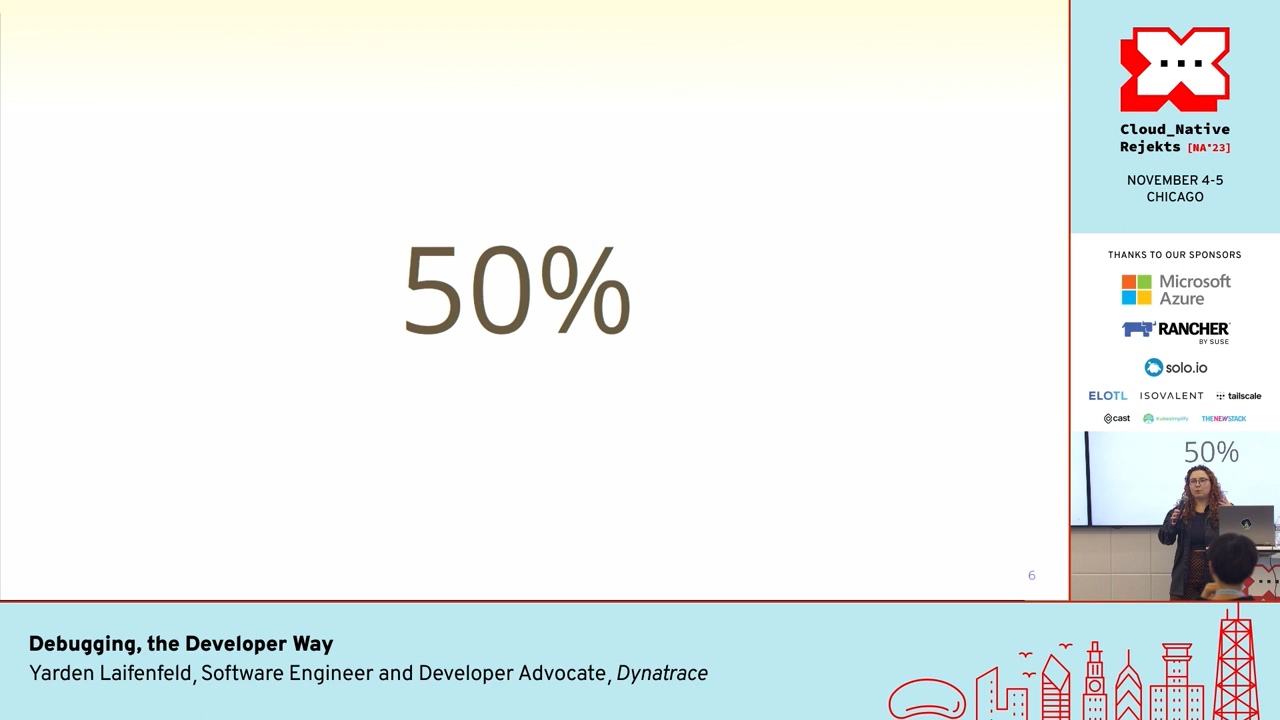 50%
6
Cloud_Native
Rejekts [NA'23]
NOVEMBER 4-5
CHICAGO
THANKS TO OUR SPONSORS
Microsoft
Azure
RANCHER
BY SUSE
solo.io
ELOTL ISOVALENT tailscale
cast kubesimplify THENEWSTACK
50%
Debugging, the Developer Way
Yarden Laifenfeld, Software Engineer and Developer Advocate, Dynatrace